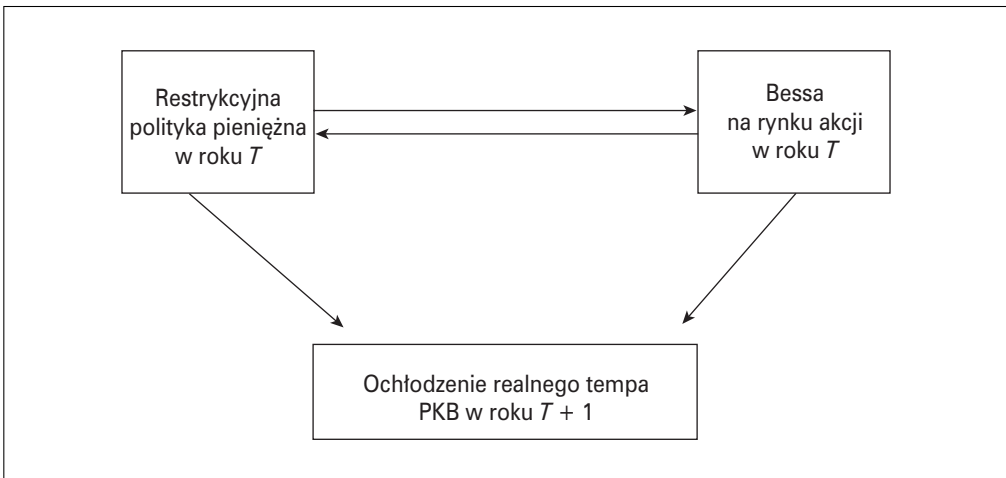 Restrykcyjna
polityka pieniężna
w roku T
Bessa
na rynku akcji
w roku T
Ochłodzenie realnego tempa
PKB w roku T + 1